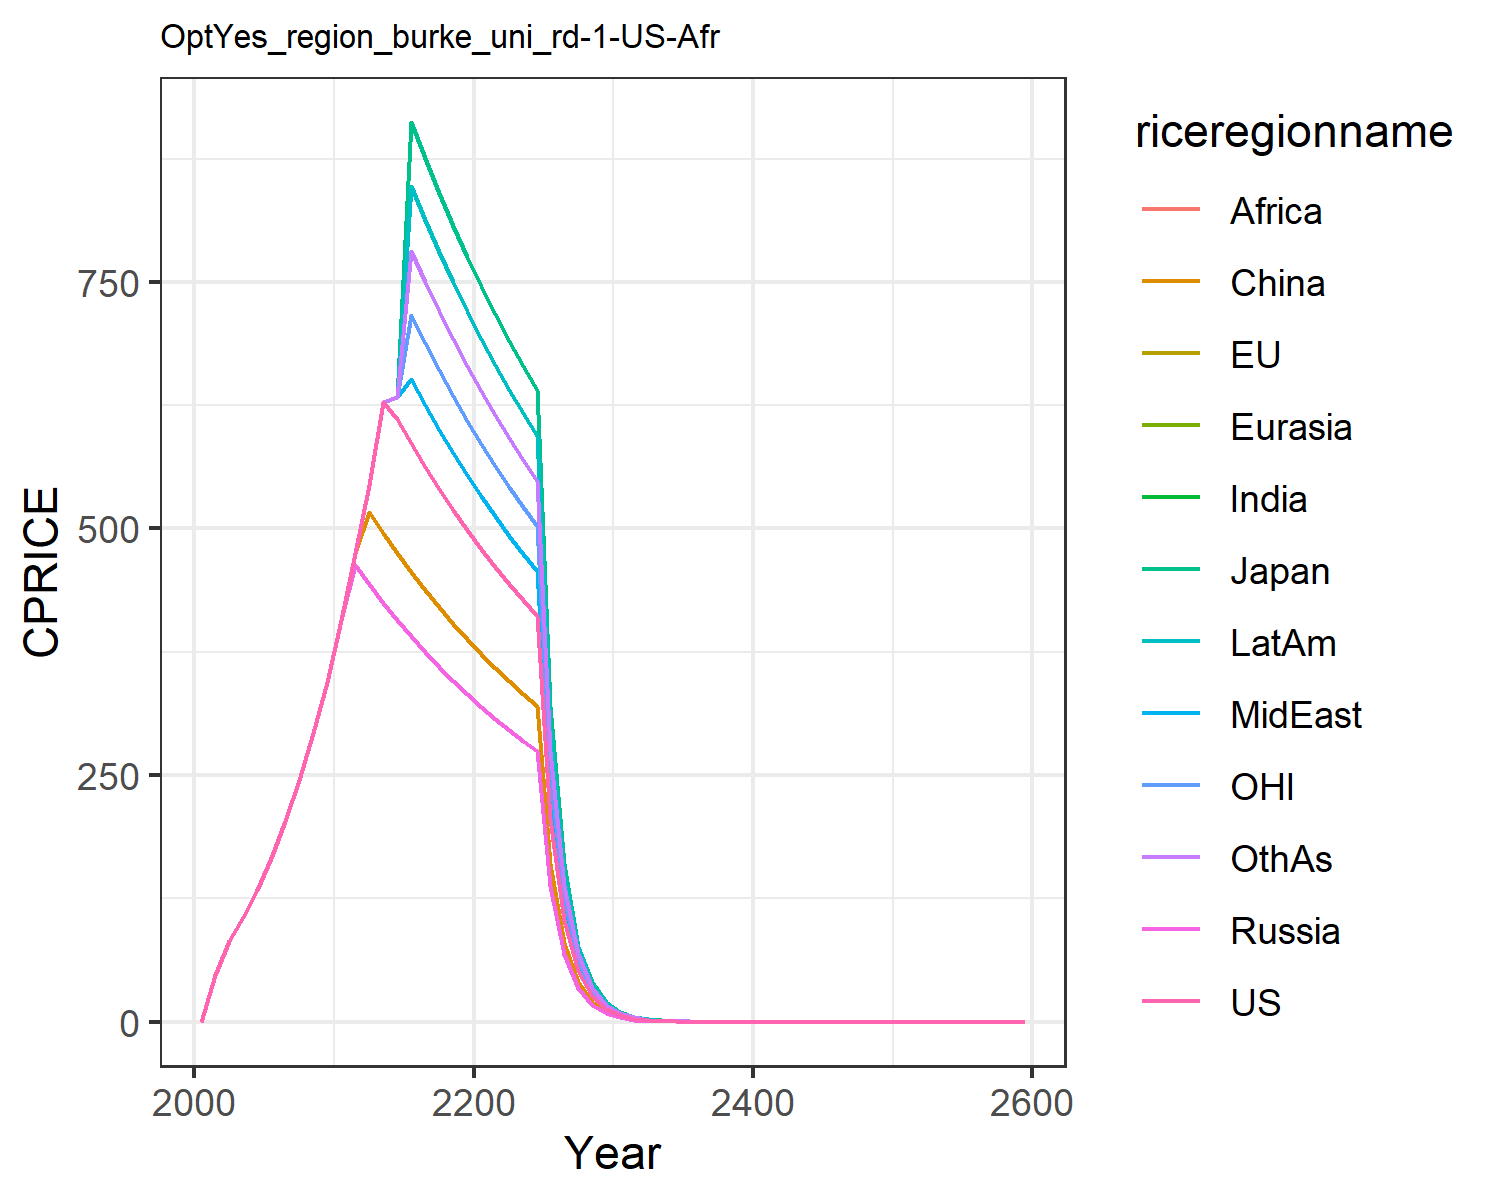 OptYes_region_burke_uni_rd-1-US-Afr
CPRICE
750
500
250
0
2000 2200 2400 2600
Year
riceregionname
Africa
China
EU
Eurasia
India
Japan
LatAm
MidEast
OHI
OthAs
Russia
US